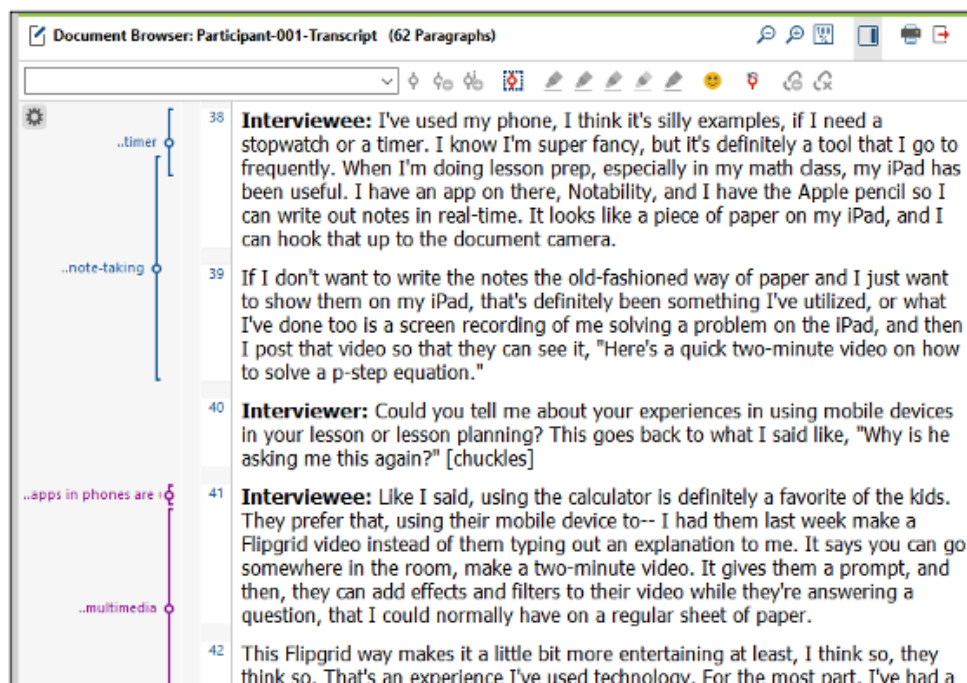 Document Browser: Participant-001-Transcript (62 Paragraphs)
..timer
..note-taking
..apps in phones are
..multimedia
38 Interviewee: I've used my phone, I think it's silly examples, if I need a
stopwatch or a timer. I know I'm super fancy, but it's definitely a tool that I go to
frequently. When I'm doing lesson prep, especially in my math class, my iPad has
been useful. I have an app on there, Notability, and I have the Apple pencil so I
can write out notes in real-time. It looks like a piece of paper on my iPad, and I
can hook that up to the document camera.
39 If I don't want to write the notes the old-fashioned way of paper and I just want
to show them on my iPad, that's definitely been something I've utilized, or what
I've done too is a screen recording of me solving a problem on the iPad, and then
I post that video so that they can see it, "Here's a quick two-minute video on how
to solve a p-step equation."
40 Interviewer: Could you tell me about your experiences in using mobile devices
in your lesson or lesson planning? This goes back to what I said like, "Why is he
asking me this again?" [chuckles]
41 Interviewee: Like I said, using the calculator is definitely a favorite of the kids.
They prefer that, using their mobile device to-- I had them last week make a
Flipgrid video instead of them typing out an explanation to me. It says you can go
somewhere in the room, make a two-minute video. It gives them a prompt, and
then, they can add effects and filters to their video while they're answering a
question, that I could normally have on a regular sheet of paper.
42 This Flipgrid way makes it a little bit more entertaining at least, I think so, they
think so. That's an experience I've used technology. For the most part, I've had a